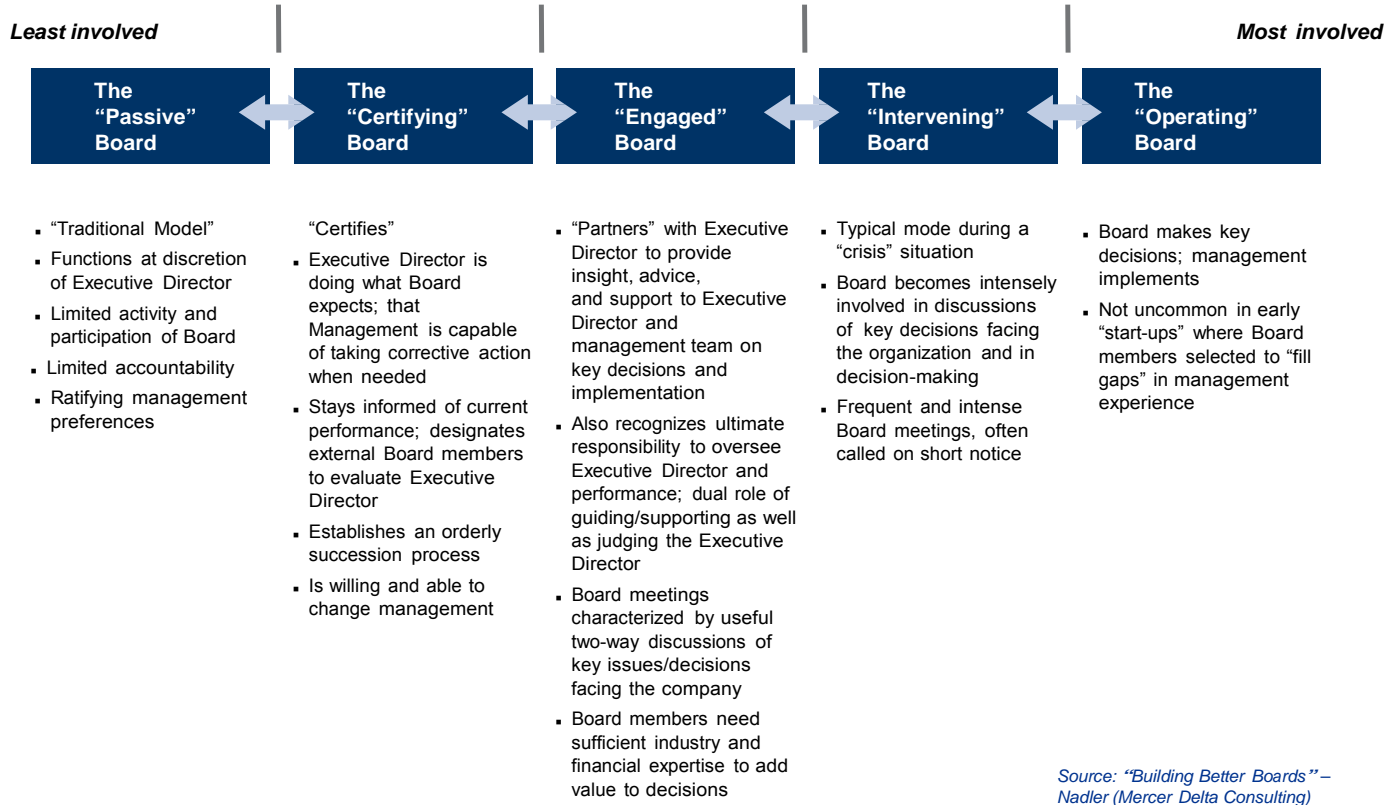 Least involved
Most involved
The
“Passive”
Board
The
“Certifying”
Board
The
“Engaged”
Board
The
“Intervening”
Board
The
“Operating”
Board
▪ “Traditional Model”
▪ Functions at discretion
of Executive Director
▪ Limited activity and
participation of Board
▪ Limited accountability
▪ Ratifying management
preferences
“Certifies”
▪ Executive Director is
doing what Board
expects; that
Management is capable
of taking corrective action
when needed
▪ Stays informed of current
performance; designates
external Board members
to evaluate Executive
Director
▪ Establishes an orderly
succession process
▪ Is willing and able to
change management
▪ “Partners” with Executive
Director to provide
insight, advice,
and support to Executive
Director and
management team on
key decisions and
implementation
▪ Also recognizes ultimate
responsibility to oversee
Executive Director and
performance; dual role of
guiding/supporting as well
as judging the Executive
Director
▪ Board meetings
characterized by useful
two-way discussions of
key issues/decisions
facing the company
▪ Board members need
sufficient industry and
financial expertise to add
value to decisions
▪ Typical mode during a
“crisis” situation
▪ Board becomes intensely
involved in discussions
of key decisions facing
the organization and in
decision-making
▪ Frequent and intense
Board meetings, often
called on short notice
▪ Board makes key
decisions; management
implements
▪ Not uncommon in early
“start-ups” where Board
members selected to “fill
gaps” in management
experience
Source: “Building Better Boards” –
Nadler (Mercer Delta Consulting)